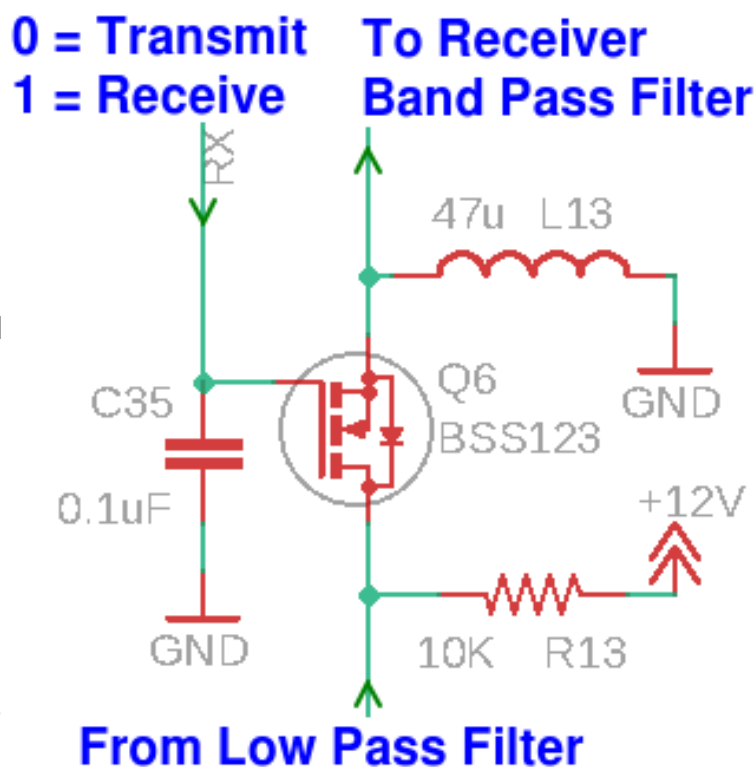 0 = Transmit
1 = Receive
To Receiver
Band Pass Filter
RX
47u L13
Q6
BSS123
C35
0.1uF
GND
GND
+12V
10K R13
From Low Pass Filter